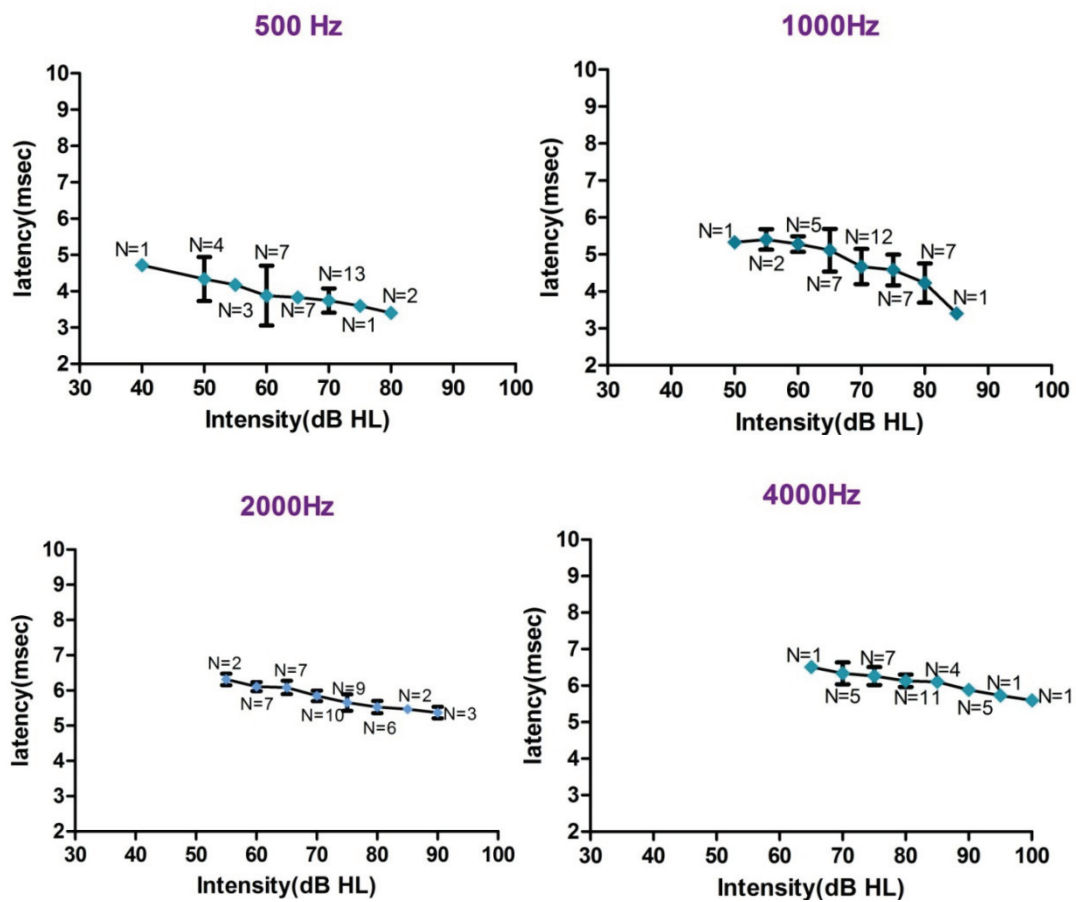 500 Hz
latency(msec)
10
9
8
7
6
5
4
3
2
N=1
N=4
N=3
N=7
N=7
N=13
N=1
N=2
30 40 50 60 70 80 90 100
Intensity(dB HL)
1000Hz
latency(msec)
10
9
8
7
6
5
4
3
2
N=1
N=2
N=5
N=7
N=12
N=7
N=7
N=1
30 40 50 60 70 80 90 100
Intensity(dB HL)
2000Hz
latency(msec)
10
9
8
7
6
5
4
3
2
N=2
N=7
N=7
N=10
N=9
N=6
N=2
N=3
30 40 50 60 70 80 90 100
Intensity(dB HL)
4000Hz
latency(msec)
10
9
8
7
6
5
4
3
2
N=1
N=5
N=7
N=11
N=4
N=5
N=1
N=1
30 40 50 60 70 80 90 100
Intensity(dB HL)